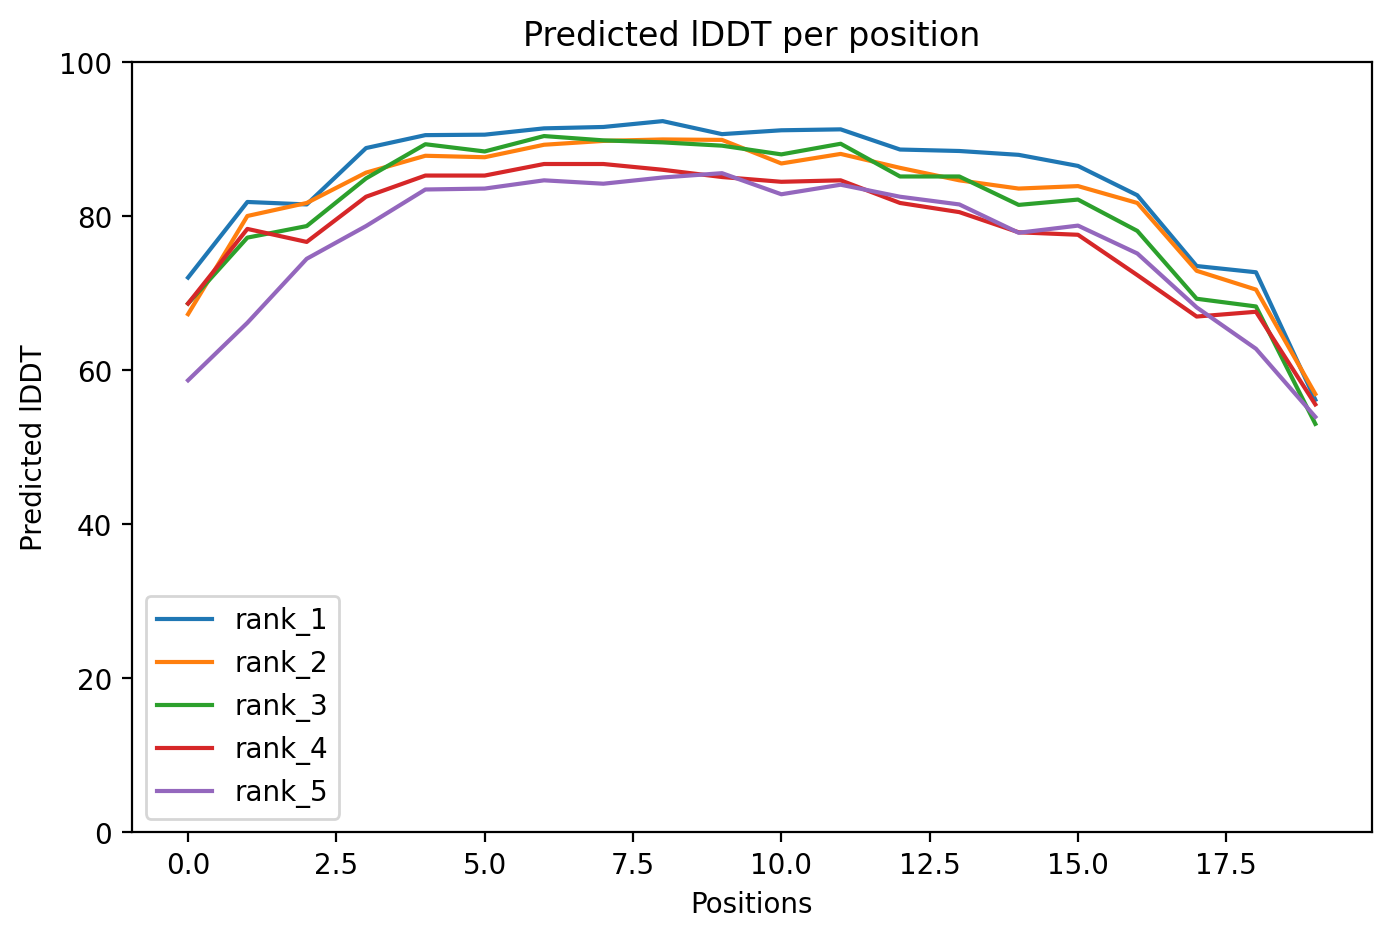 Predicted lDDT per position
Predicted lDDT
100
80
60
40
20
0
rank_1
rank_2
rank_3
rank_4
rank_5
0.0 2.5 5.0 7.5 10.0 12.5 15.0 17.5
Positions